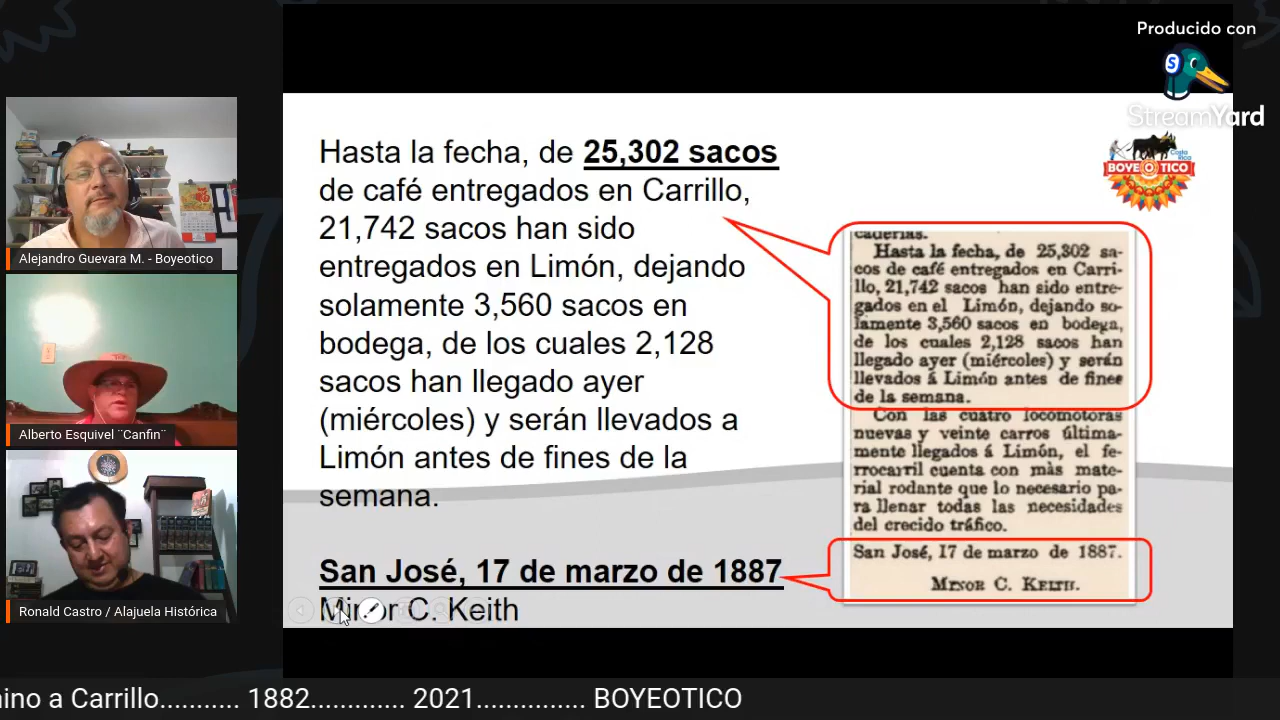 Producido con
StreamYard
Costa
Rica
BOYEOTICO
Hasta la fecha, de 25,302 sacos
de café entregados en Carrillo,
21,742 sacos han sido
entregados en Limón, dejando
solamente 3,560 sacos en
bodega, de los cuales 2,128
sacos han llegado ayer
(miércoles) y serán llevados a
Limón antes de fines de la
semana.
San José, 17 de marzo de 1887
Minor C. Keith
caderías.
Hasta la fecha, de 25,302 sa-
cos de café entregados en Carri-
llo, 21,742 sacos han sido entre-
gados en el Limón, dejando so-
lamente 3,560 sacos en bodega,
de los cuales 2,128 sacos han
llegado ayer (miércoles) y serán
llevados á Limón antes de fines
de la semana.
Con las cuatro locomotoras
nuevas y veinte carros última-
mente llegados á Limón, el fe-
rrocarril cuenta con màs mate-
rial rodante que lo necesario pa-
ra llenar todas las necesidades
del crecido tráfico.
San José, 17 de marzo de 1887.
MINOR C. KEITH.
Alejandro Guevara M. - Boyeotico
Alberto Esquivel ¨Canfin¨
Ronald Castro / Alajuela Histórica
ino a Carrillo........... 1882............. 2021............... BOYEOTICO